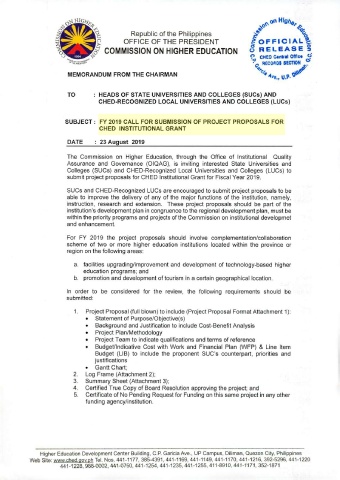 Republic of the Philippines
OFFICE OF THE PRESIDENT
COMMISSION ON HIGHER EDUCATION
Commission on Higher Education
OFFICIAL
RELEASE
CHED Central Office
RECORDS SECTION
C.P. Garcia Ave., U.P. Diliman,
MEMORANDUM FROM THE CHAIRMAN
TO : HEADS OF STATE UNIVERSITIES AND COLLEGES (SUCs) AND
CHED-RECOGNIZED LOCAL UNIVERSITIES AND COLLEGES (LUCs)
SUBJECT : FY 2019 CALL FOR SUBMISSION OF PROJECT PROPOSALS FOR
CHED INSTITUTIONAL GRANT
DATE : 23 August 2019
The Commission on Higher Education, through the Office of Institutional Quality
Assurance and Governance (OIQAG), is inviting interested State Universities and
Colleges (SUCs) and CHED-Recognized Local Universities and Colleges (LUCs) to
submit project proposals for CHED Institutional Grant for Fiscal Year 2019.
SUCs and CHED-Recognized LUCs are encouraged to submit project proposals to be
able to improve the delivery of any of the major functions of the institution, namely,
instruction, research and extension. These project proposals should be part of the
institution's development plan in congruence to the regional development plan, must be
within the priority programs and projects of the Commission on institutional development
and enhancement.
For FY 2019 the project proposals should involve complementation/collaboration
scheme of two or more higher education institutions located within the province or
region on the following areas:
a. facilities upgrading/improvement and development of technology-based higher
education programs; and
b. promotion and development of tourism in a certain geographical location.
In order to be considered for the review, the following requirements should be
submitted:
1. Project Proposal (full blown) to include (Project Proposal Format Attachment 1):
• Statement of Purpose/Objective(s)
• Background and Justification to include Cost-Benefit Analysis
• Project Plan/Methodology
• Project Team to indicate qualifications and terms of reference
• Budget/Indicative Cost with Work and Financial Plan (WFP) & Line Item
Budget (LIB) to include the proponent SUC's counterpart, priorities and
justifications
• Gantt Chart;
2. Log Frame (Attachment 2);
3. Summary Sheet (Attachment 3);
4. Certified True Copy of Board Resolution approving the project; and
5. Certificate of No Pending Request for Funding on this same project in any other
funding agency/institution.
Higher Education Development Center Building, C.P. Garcia Ave., UP Campus, Diliman, Quezon City, Philippines
Web Site: www.ched.gov.ph Tel. Nos. 441-1177, 385-4391, 441-1169, 441-1149, 441-1170, 441-1216, 392-5296, 441-1220
441-1228, 988-0002, 441-0750, 441-1254, 441-1235, 441-1255, 411-8910, 441-1171, 352-1871